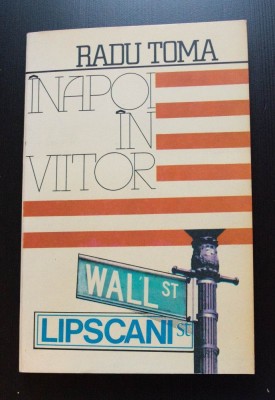 RADU TOMA
ÎNAPOI
ÎN
VIITOR
WALL ST
LIPSCANI St